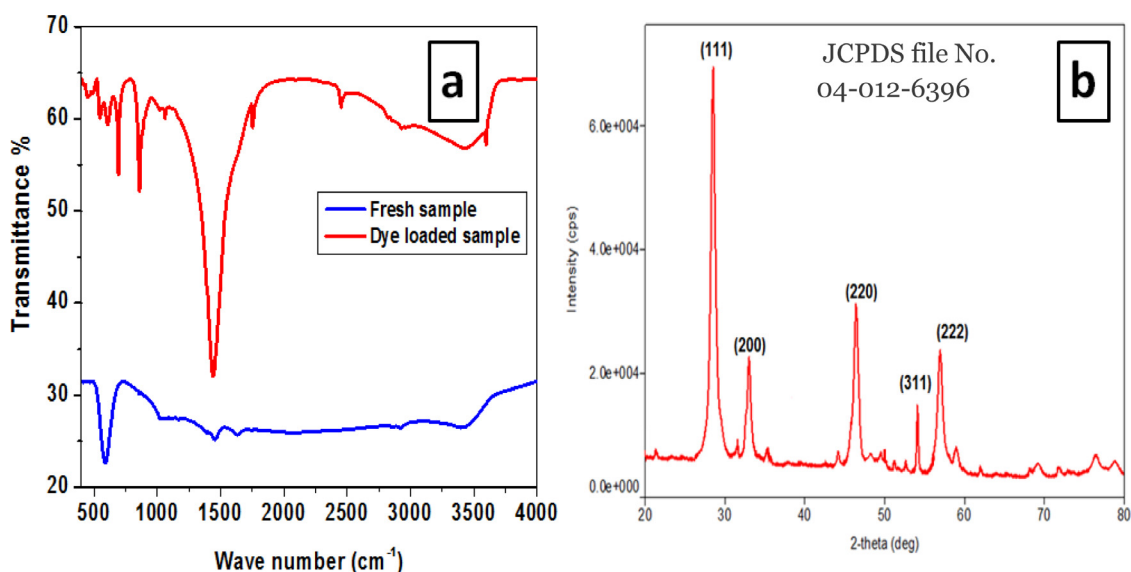 a
70
60
50
40
30
20
Transmittance %
Fresh sample
Dye loaded sample
500 1000 1500 2000 2500 3000 3500 4000
Wave number (cm⁻¹)
b
JCPDS file No.
04-012-6396
(111)
(200)
(220)
(311)
(222)
6.0e+004
4.0e+004
2.0e+004
0.0e+000
Intensity (cps)
20 30 40 50 60 70 80
2-theta (deg)